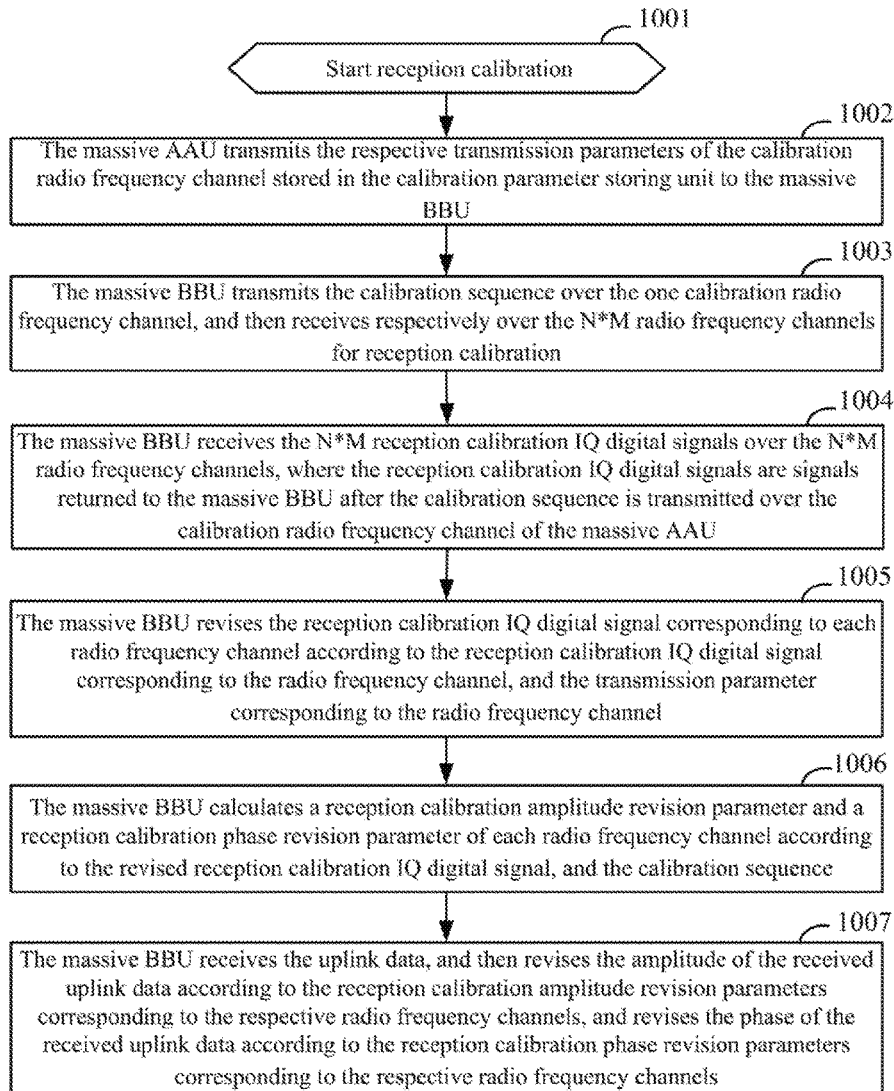 1001
Start reception calibration
1002
The massive AAU transmits the respective transmission parameters of the calibration
radio frequency channel stored in the calibration parameter storing unit to the massive
BBU
1003
The massive BBU transmits the calibration sequence over the one calibration radio
frequency channel, and then receives respectively over the N*M radio frequency channels
for reception calibration
1004
The massive BBU receives the N*M reception calibration IQ digital signals over the N*M
radio frequency channels, where the reception calibration IQ digital signals are signals
returned to the massive BBU after the calibration sequence is transmitted over the
calibration radio frequency channel of the massive AAU
1005
The massive BBU revises the reception calibration IQ digital signal corresponding to each
radio frequency channel according to the reception calibration IQ digital signal
corresponding to the radio frequency channel, and the transmission parameter
corresponding to the radio frequency channel
1006
The massive BBU calculates a reception calibration amplitude revision parameter and a
reception calibration phase revision parameter of each radio frequency channel according
to the revised reception calibration IQ digital signal, and the calibration sequence
1007
The massive BBU receives the uplink data, and then revises the amplitude of the received
uplink data according to the reception calibration amplitude revision parameters
corresponding to the respective radio frequency channels, and revises the phase of the
received uplink data according to the reception calibration phase revision parameters
corresponding to the respective radio frequency channels